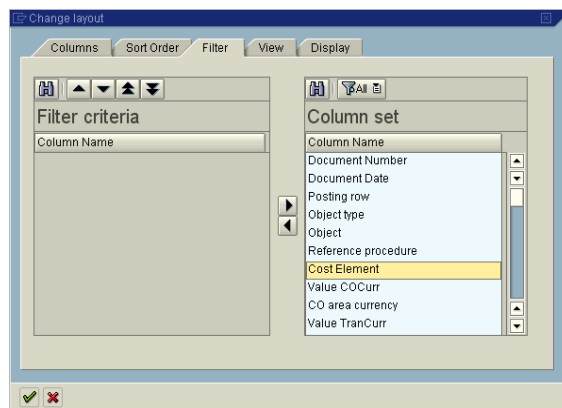 Change layout
Columns
Sort Order
Filter
View
Display
All
Filter criteria
Column set
Column Name
Column Name
Document Number
Document Date
Posting row
Object type
Object
Reference procedure
Cost Element
Value COCurr
CO area currency
Value TranCurr